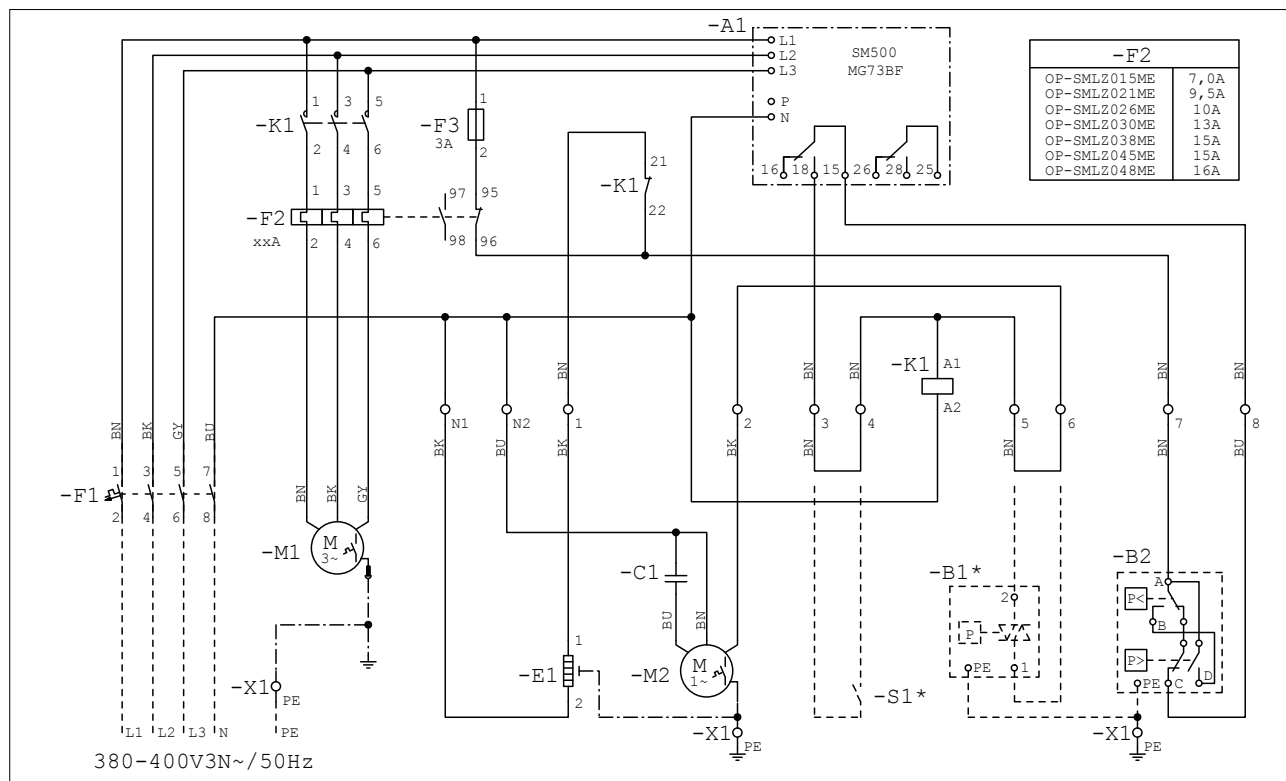 -A1
L1
L2
L3
P
N
SM500
MG73BF
16 18 15 26 28 25
-F2
OP-SMLZ015ME 7,0A
OP-SMLZ021ME 9,5A
OP-SMLZ026ME 10A
OP-SMLZ030ME 13A
OP-SMLZ038ME 15A
OP-SMLZ045ME 15A
OP-SMLZ048ME 16A
1 3 5
-K1
2 4 6
1
-F3
3A
2
21
-K1
22
1 3 5
-F2
xxA
2 4 6
97 95
98 96
BN BK GY BU
BN BN BN BN BN
-K1
A1
A2
N1 N2 1 2 3 4 5 6 7 8
BK BU BK BK BN BN BN BU
1 3 5 7
-F1
2 4 6 8
BN BK GY
-M1
M
3~
-C1
BU BN
-M2
M
1~
1
-E1
2
-S1*
-B1*
2
P
PE 1
-B2
A
P<
B
P>
PE C D
-X1
PE
-X1
PE
-X1
PE
L1 L2 L3 N PE
380-400V3N~/50Hz